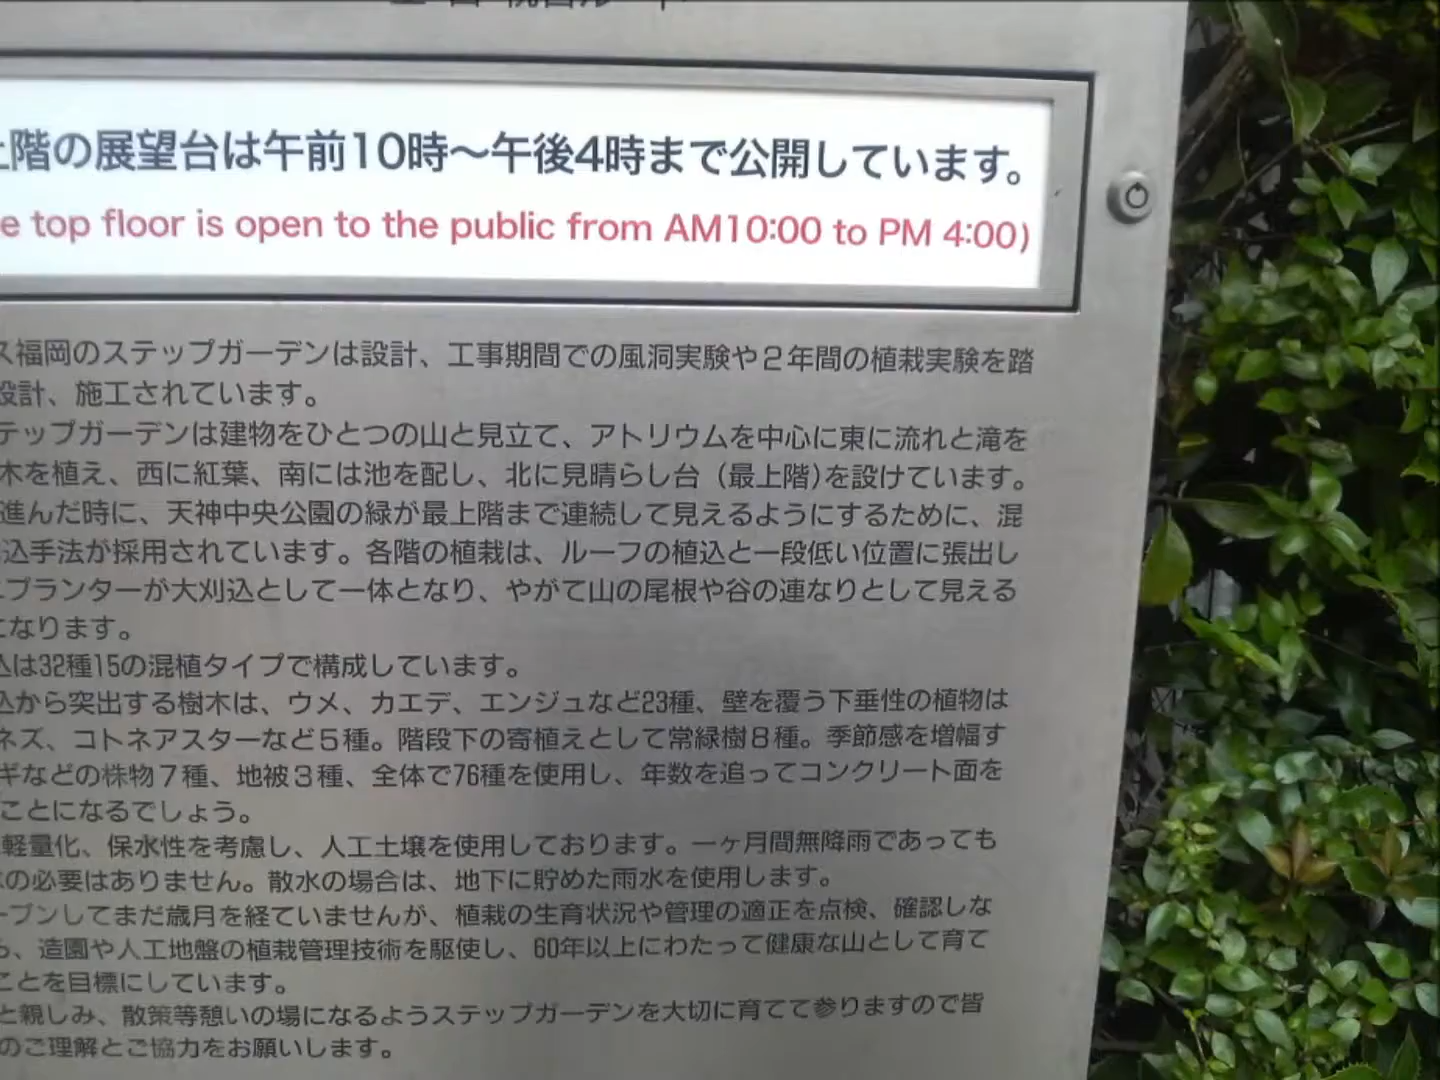 階の展望台は午前10時～午後4時まで公開しています。
top floor is open to the public from AM10:00 to PM 4:00)
ス福岡のステップガーデンは設計、工事期間での風洞実験や２年間の植栽実験を踏
設計、施工されています。
テップガーデンは建物をひとつの山と見立て、アトリウムを中心に東に流れと滝を
木を植え、西に紅葉、南には池を配し、北に見晴らし台（最上階）を設けています。
進んだ時に、天神中央公園の緑が最上階まで連続して見えるようにするために、混
込手法が採用されています。各階の植栽は、ルーフの植込と一段低い位置に張出し
プランターが大刈込として一体となり、やがて山の尾根や谷の連なりとして見える
になります。
込は32種15の混植タイプで構成しています。
込から突出する樹木は、ウメ、カエデ、エンジュなど23種、壁を覆う下垂性の植物は
ネズ、コトネアスターなど５種。階段下の寄植えとして常緑樹８種。季節感を増幅す
ギなどの株物７種、地被３種、全体で76種を使用し、年数を追ってコンクリート面を
ことになるでしょう。
軽量化、保水性を考慮し、人工土壌を使用しております。一ヶ月間無降雨であっても
の必要はありません。散水の場合は、地下に貯めた雨水を使用します。
ープンしてまだ歳月を経ていませんが、植栽の生育状況や管理の適正を点検、確認しな
ら、造園や人工地盤の植栽管理技術を駆使し、60年以上にわたって健康な山として育て
ことを目標にしています。
と親しみ、散策等憩いの場になるようステップガーデンを大切に育てて参りますので皆
のご理解とご協力をお願いします。